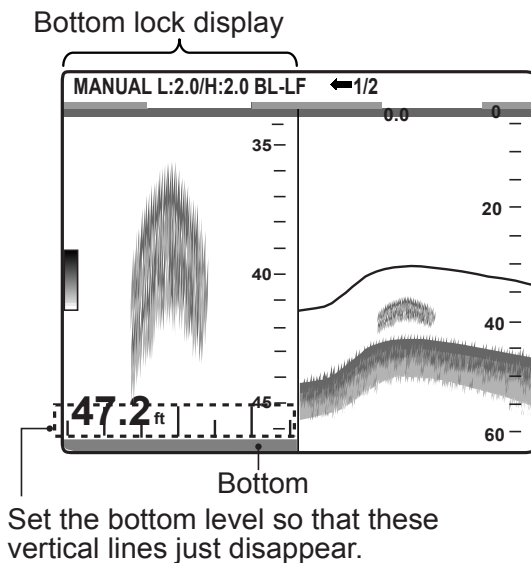 Bottom lock display
MANUAL L:2.0/H:2.0 BL-LF ⬅1/2
0.0
0
35
20
40
40
45
47.2 ft
60
Bottom
Set the bottom level so that these
vertical lines just disappear.